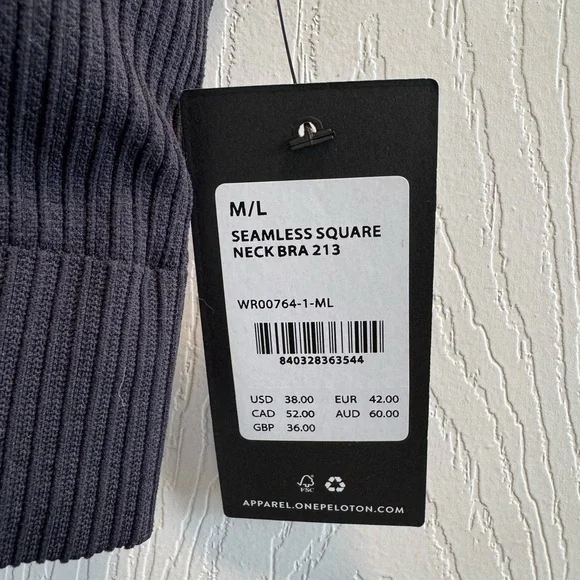 M/L
SEAMLESS SQUARE
NECK BRA 213
WR00764-1-ML
840328363544
USD 38.00 EUR 42.00
CAD 52.00 AUD 60.00
GBP 36.00
FSC
APPAREL.ONEPELOTON.COM